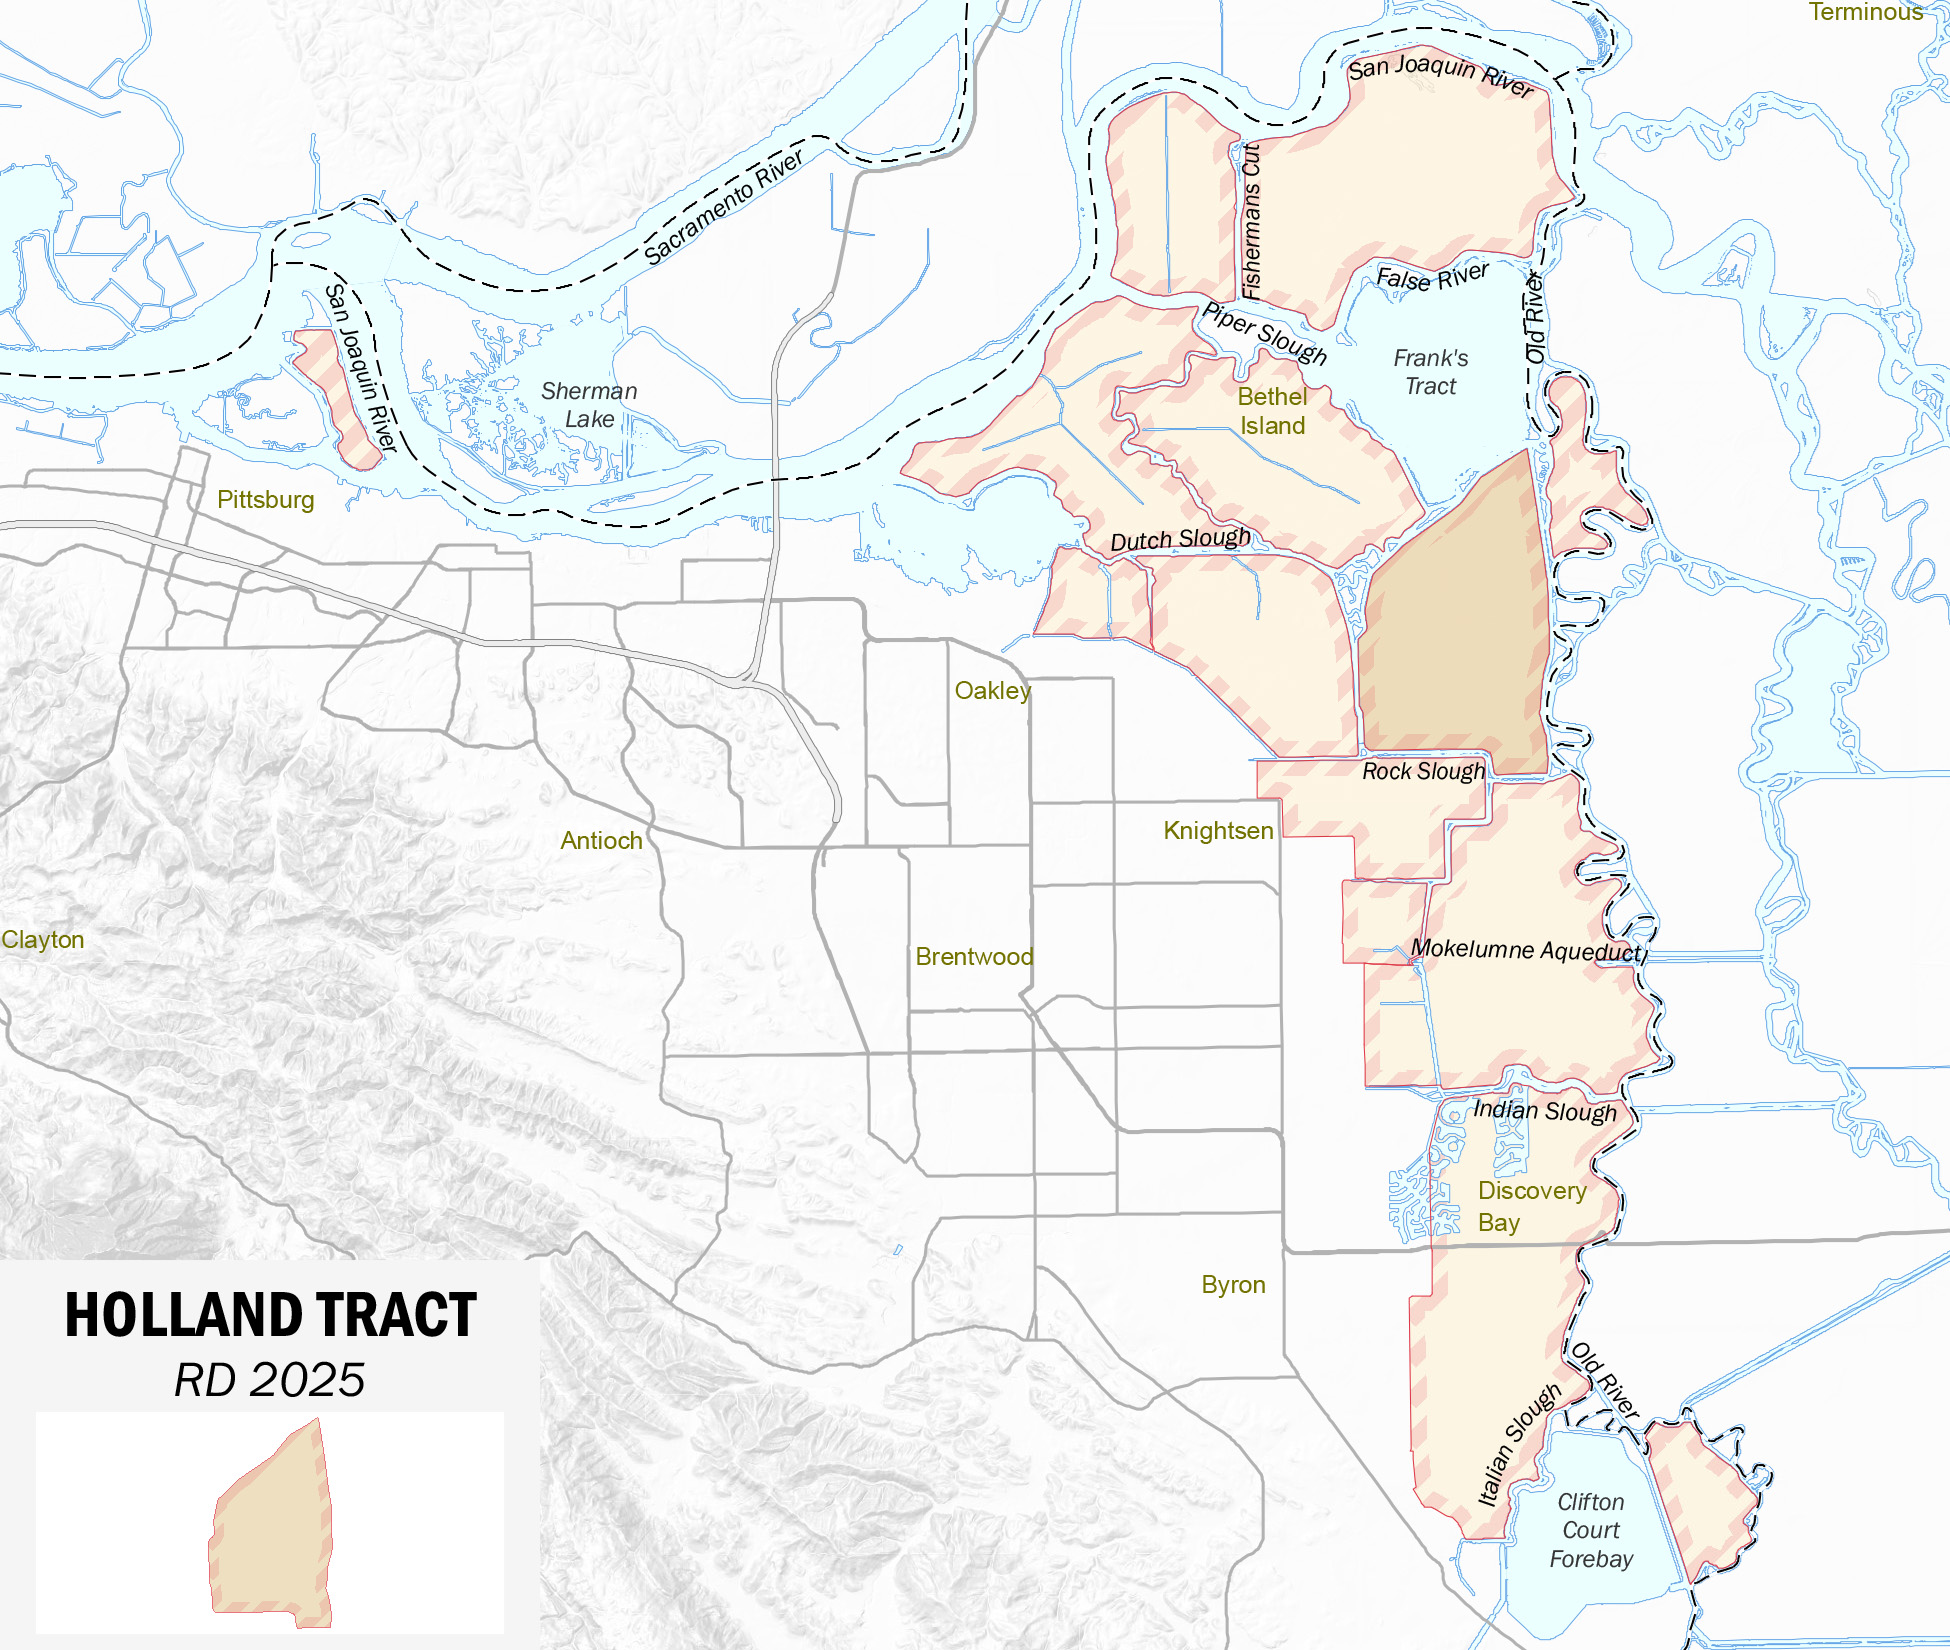 Terminous
San Joaquin River
Fishermans Cut
Sacramento River
False River
Old River
San Joaquin River
Piper Slough
Frank's
Tract
Sherman
Lake
Bethel
Island
Pittsburg
Dutch Slough
Oakley
Rock Slough
Knightsen
Antioch
Clayton
Brentwood
Mokelumne Aqueduct
Indian Slough
Discovery
Bay
Byron
Old River
Italian Slough
Clifton
Court
Forebay
HOLLAND TRACT
RD 2025